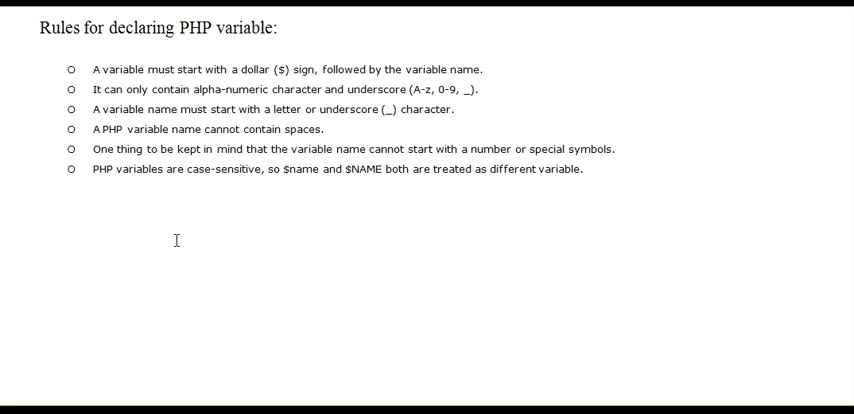 Rules for declaring PHP variable:
A variable must start with a dollar ($) sign, followed by the variable name.
It can only contain alpha-numeric character and underscore (A-z, 0-9, _).
A variable name must start with a letter or underscore (_) character.
A PHP variable name cannot contain spaces.
One thing to be kept in mind that the variable name cannot start with a number or special symbols.
PHP variables are case-sensitive, so $name and $NAME both are treated as different variable.